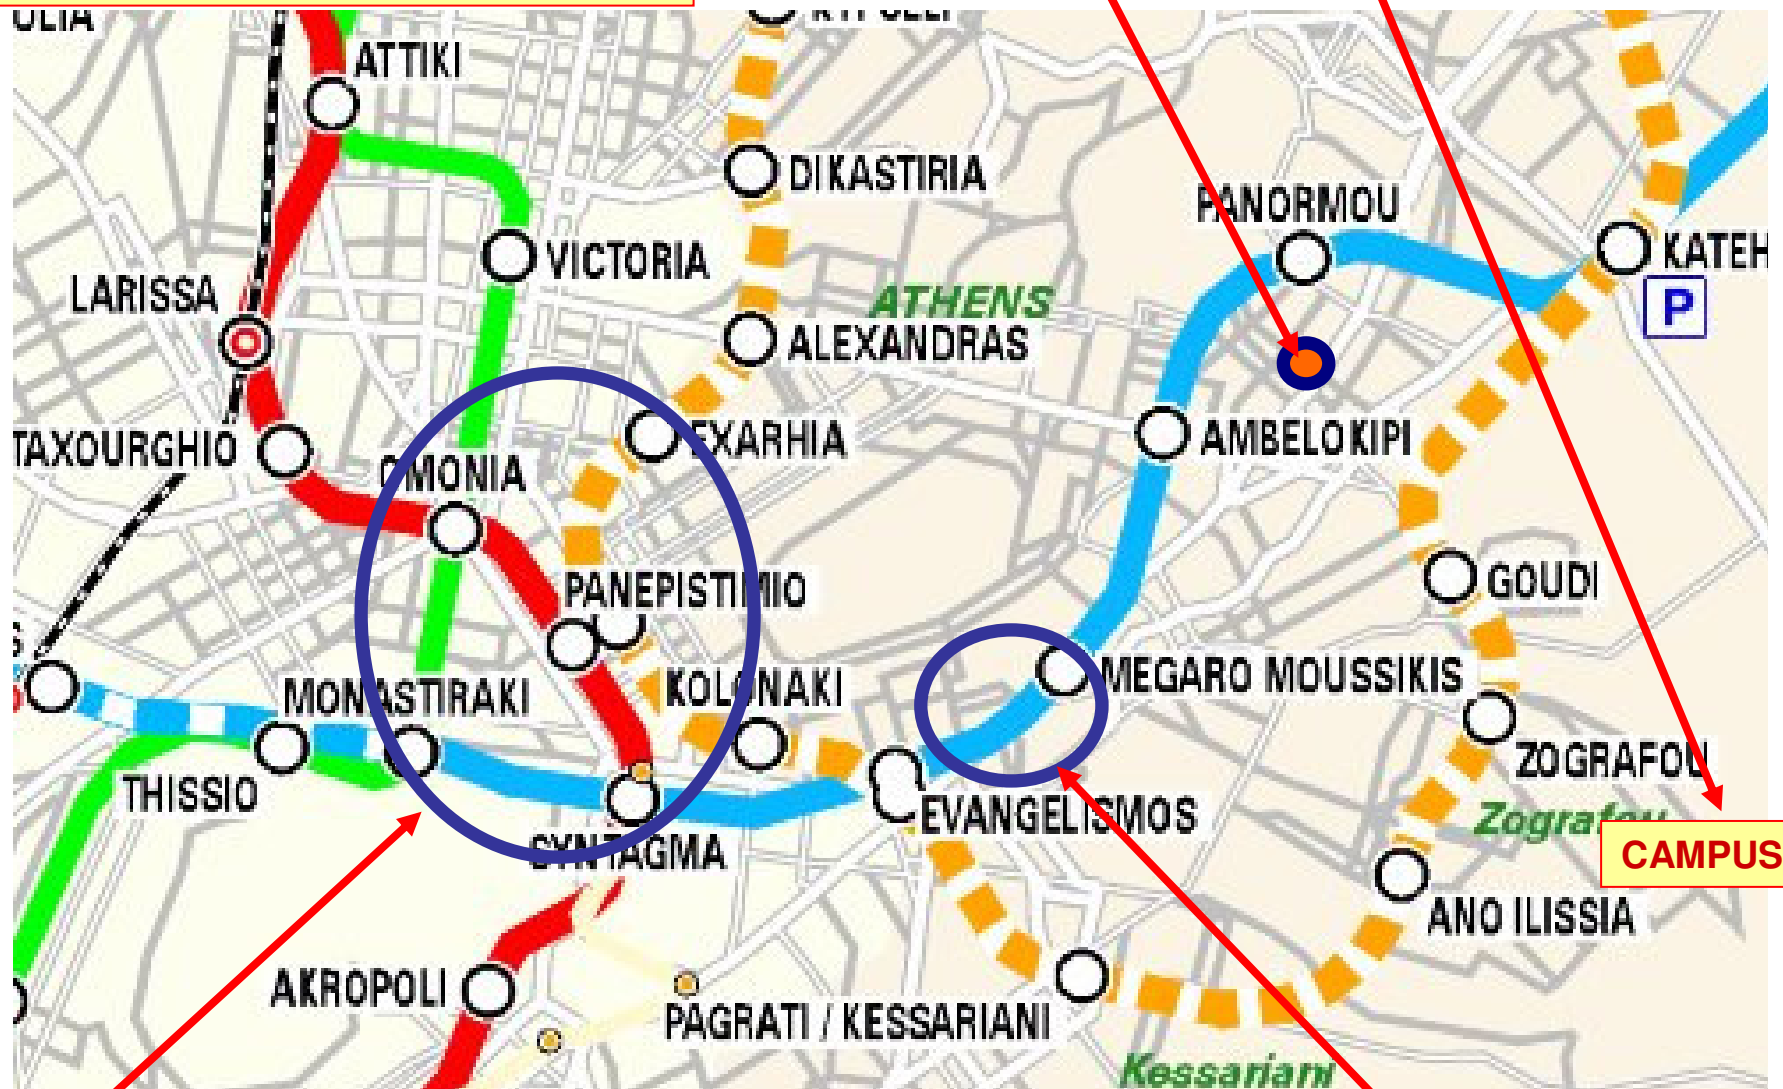 ATTIKI
DIKASTIRIA
PANORMOU
VICTORIA
KATEH
LARISSA
ATHENS
P
ALEXANDRAS
TAXOURGHIO
EXARHIA
AMBELOKIPI
OMONIA
PANEPISTIMIO
GOUDI
MONASTIRAKI
KOLONAKI
MEGARO MOUSSIKIS
ZOGRAFOU
THISSIO
EVANGELISMOS
Zografou
SYNTAGMA
CAMPUS
ANO ILISSIA
AKROPOLI
PAGRATI / KESSARIANI
Kessariani